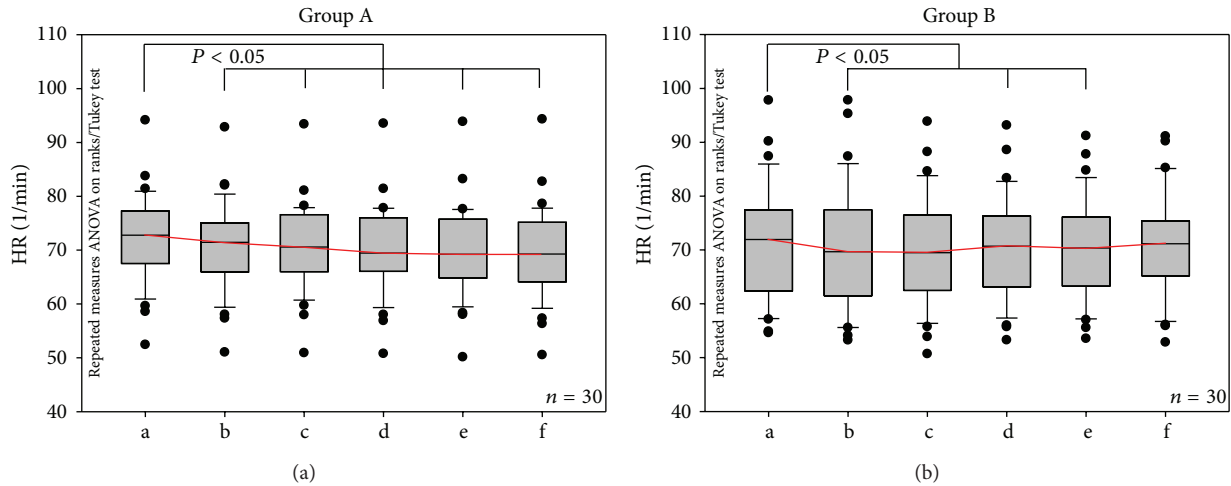 Group A
110
100
90
80
70
60
50
40
HR (1/min)
Repeated measures ANOVA on ranks/Tukey test
P < 0.05
n = 30
a b c d e f
(a)
Group B
110
100
90
80
70
60
50
40
HR (1/min)
Repeated measures ANOVA on ranks/Tukey test
P < 0.05
n = 30
a b c d e f
(b)